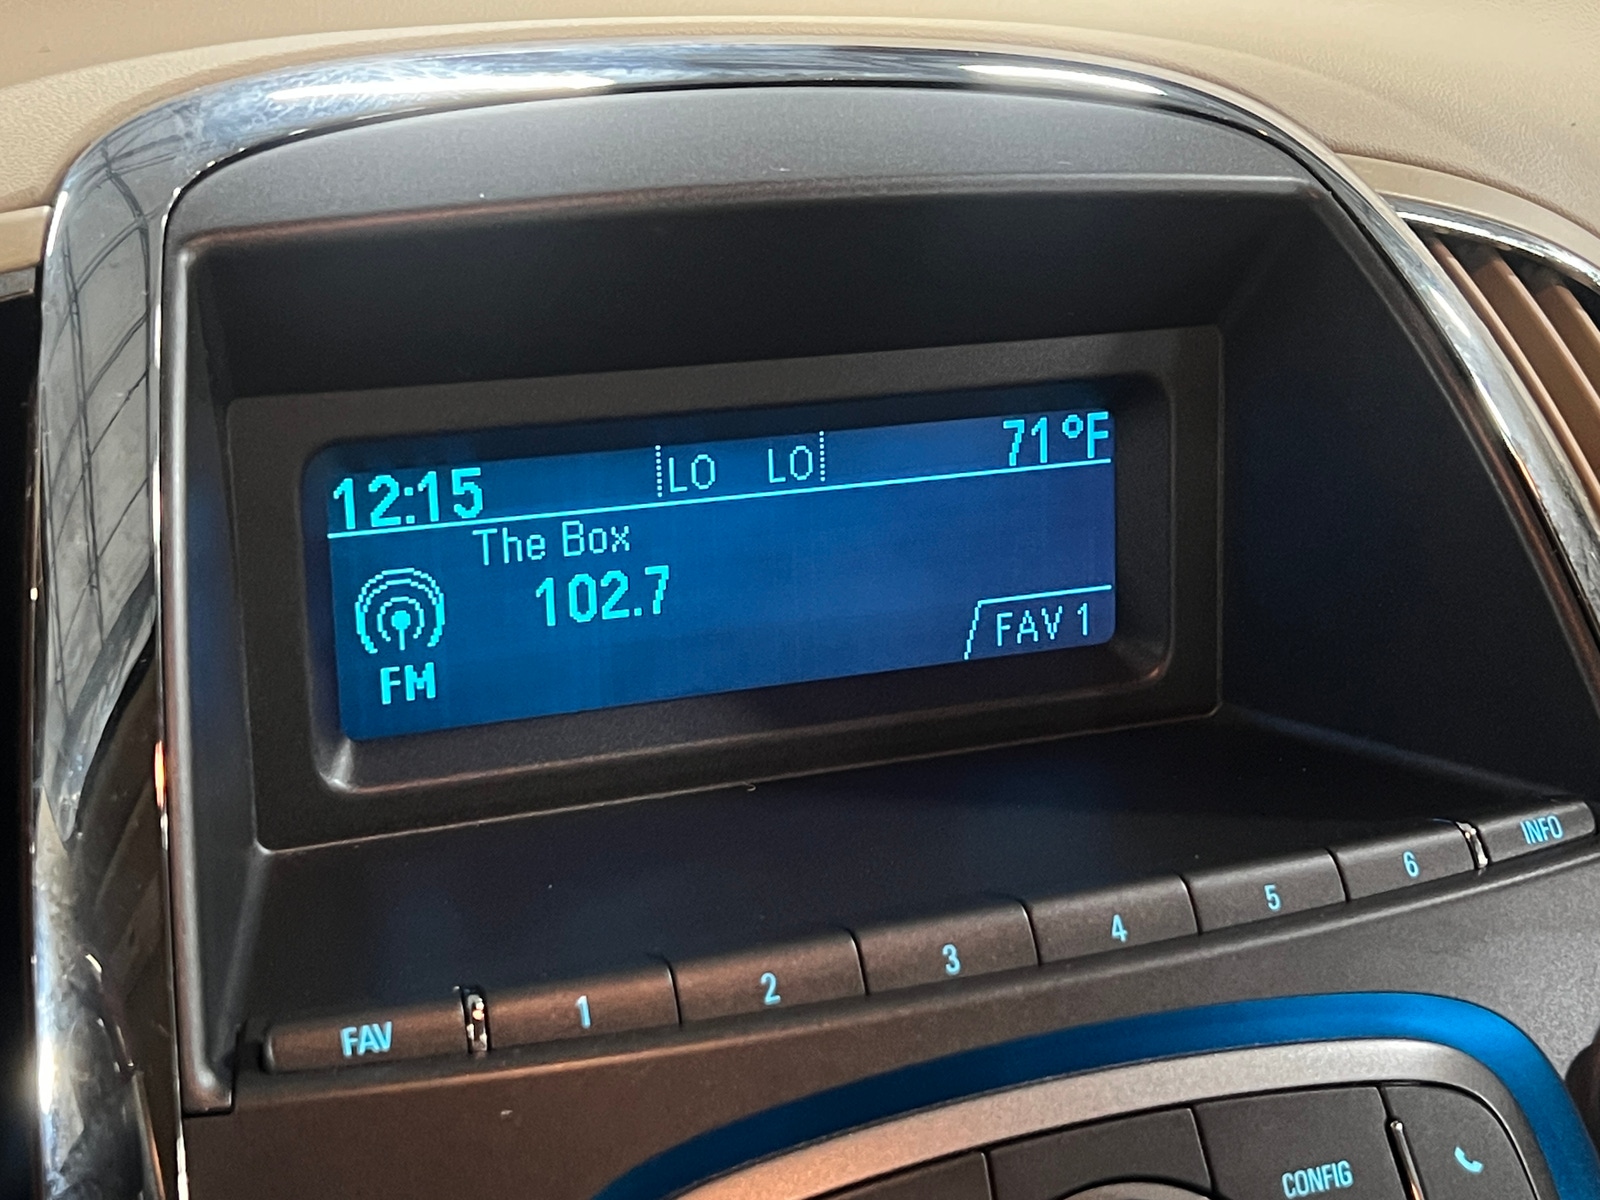 12:15 LO LO 71°F
The Box
102.7
FM
FAV 1
FAV 1 2 3 4 5 6 INFO
CONFIG